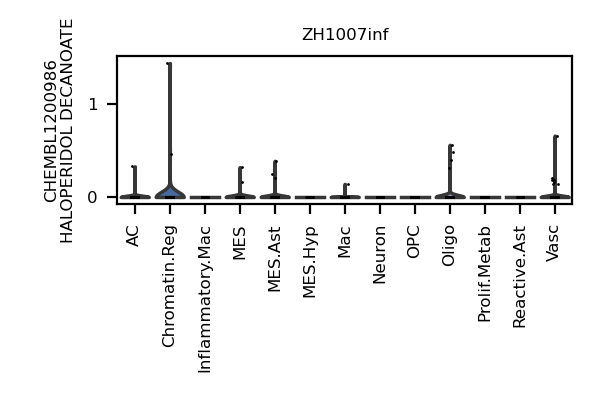 ZH1007inf
CHEMBL1200986
HALOPERIDOL DECANOATE
1
0
AC
Chromatin.Reg
Inflammatory.Mac
MES
MES.Ast
MES.Hyp
Mac
Neuron
OPC
Oligo
Prolif.Metab
Reactive.Ast
Vasc